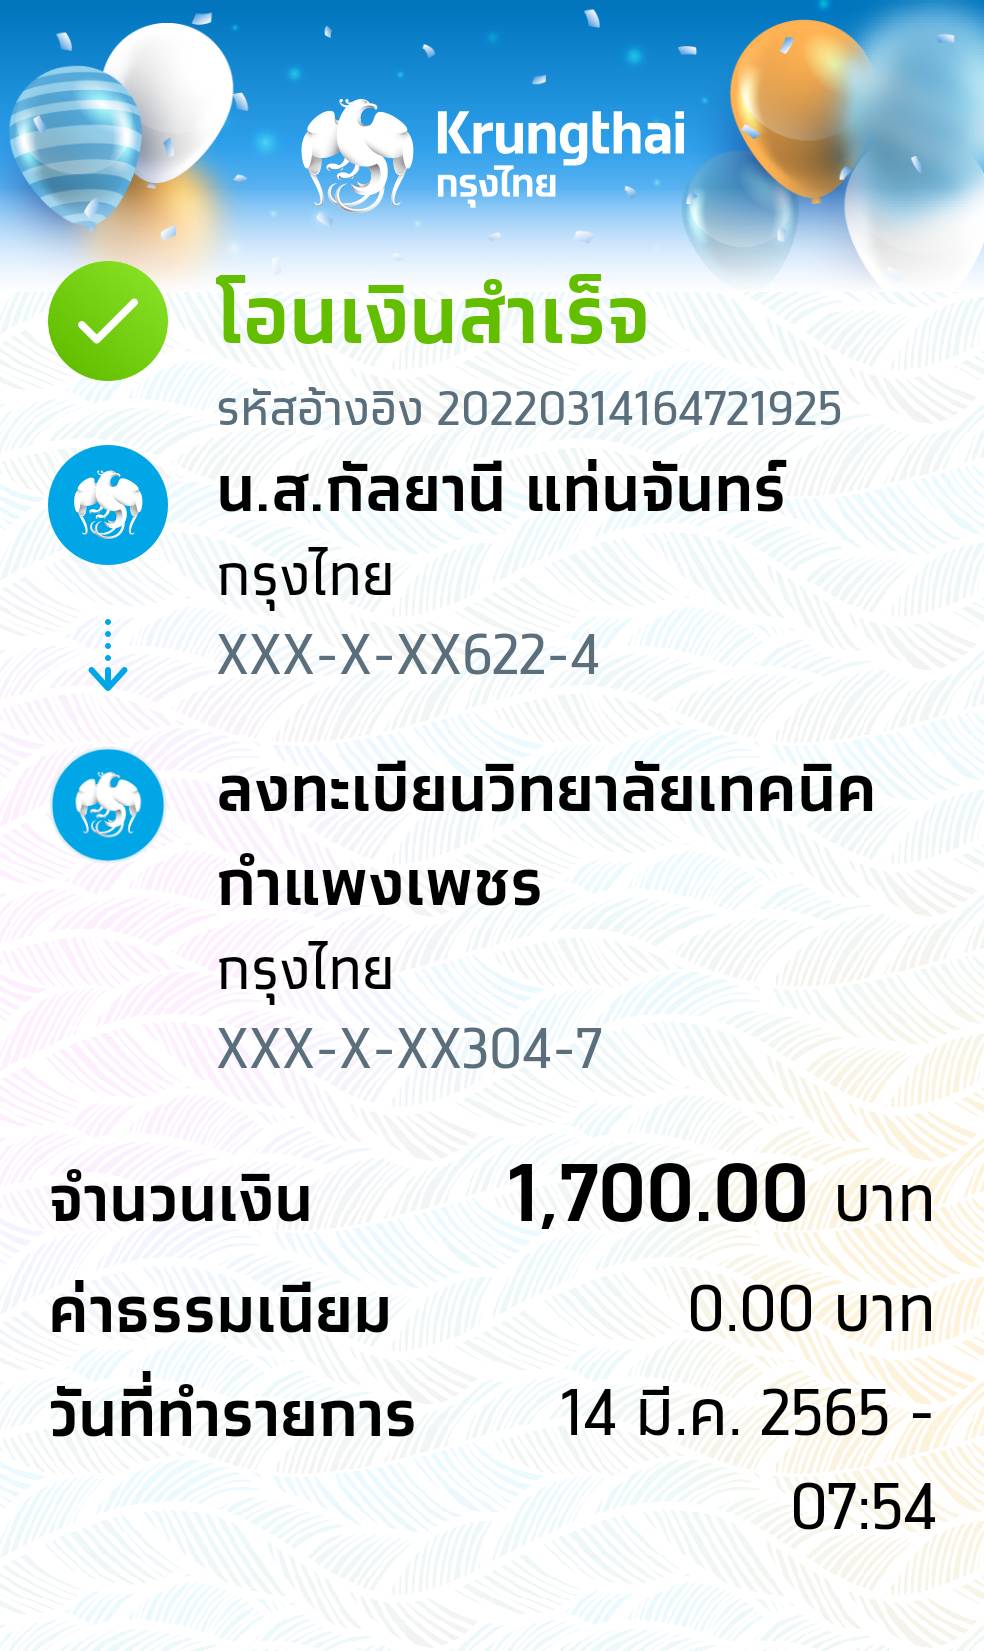 Krungthai
กรุงไทย
โอนเงินสำเร็จ
รหัสอ้างอิง 20220314164721925
น.ส.กัลยานี แท่นจันทร์
กรุงไทย
XXX-X-XX622-4
ลงทะเบียนวิทยาลัยเทคนิค
กำแพงเพชร
กรุงไทย
XXX-X-XX304-7
จำนวนเงิน 1,700.00 บาท
ค่าธรรมเนียม 0.00 บาท
วันที่ทำรายการ 14 มี.ค. 2565 -
07:54